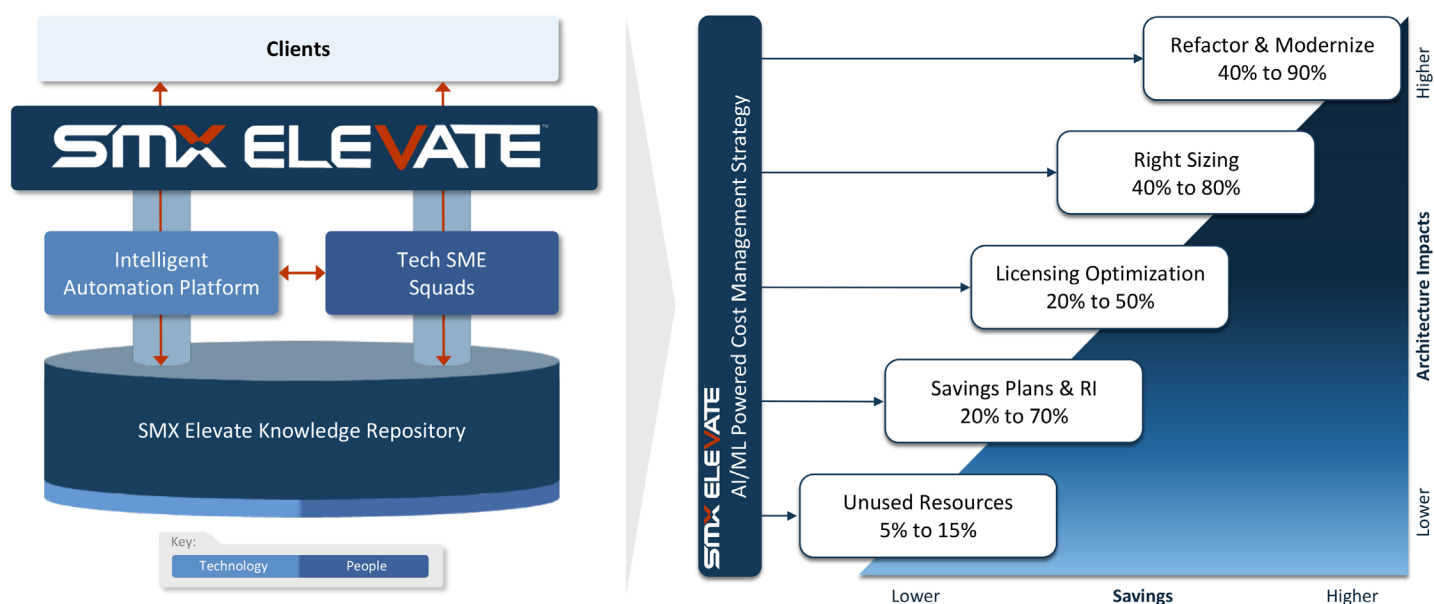 Clients
SMX ELEVATE™
Intelligent
Automation Platform
Tech SME
Squads
SMX Elevate Knowledge Repository
Key:
Technology
People
SMX ELEVATE
AI/ML Powered Cost Management Strategy
Refactor & Modernize
40% to 90%
Right Sizing
40% to 80%
Licensing Optimization
20% to 50%
Savings Plans & RI
20% to 70%
Unused Resources
5% to 15%
Higher
Architecture Impacts
Lower
Lower
Savings
Higher